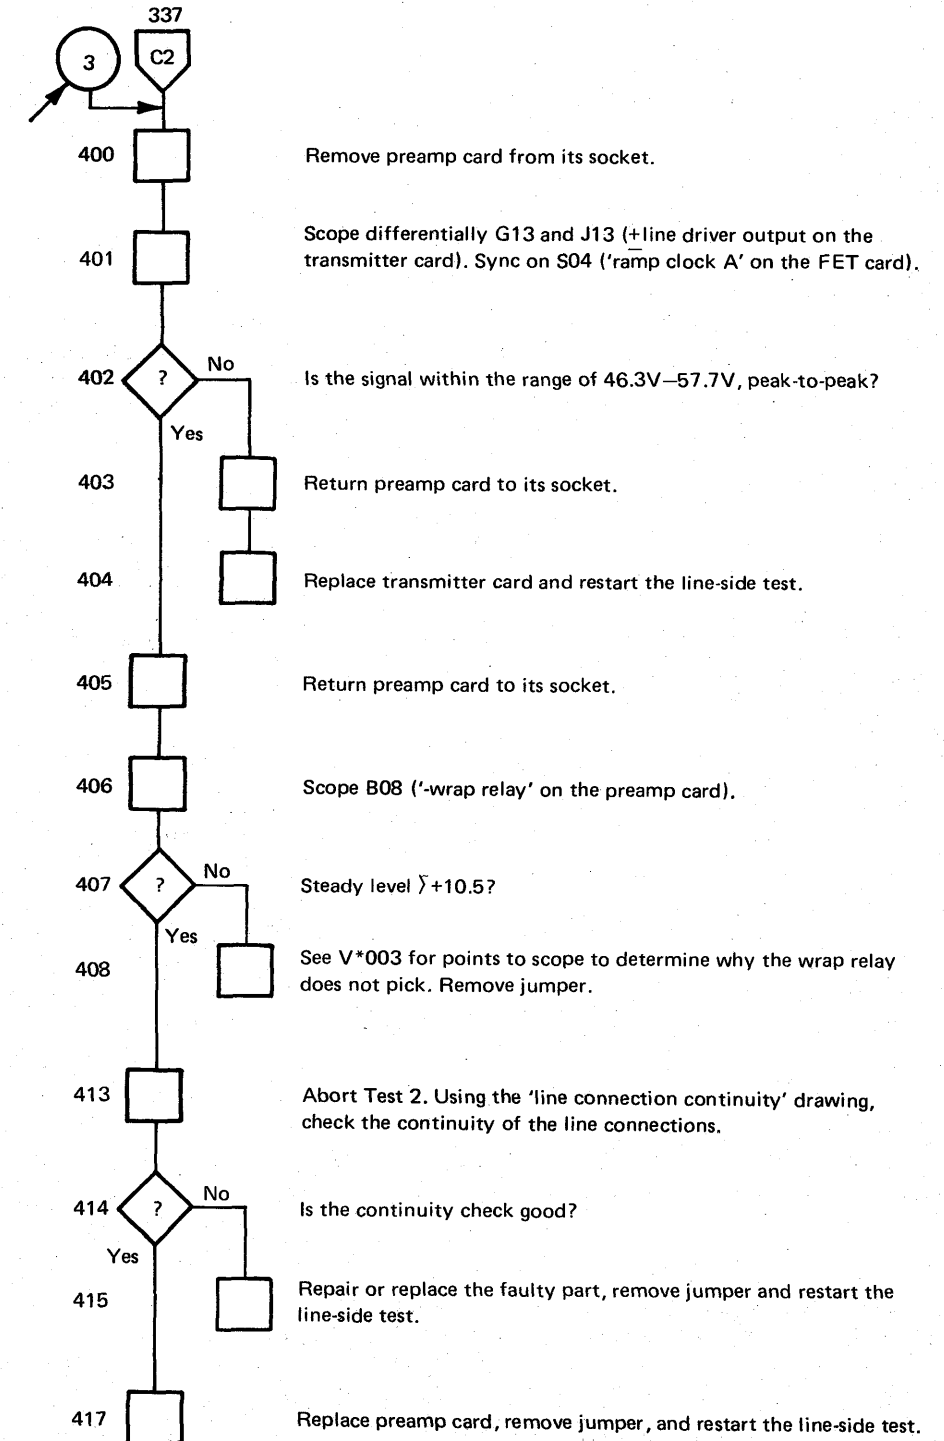 337
3
C2
400
Remove preamp card from its socket.
401
Scope differentially G13 and J13 (±line driver output on the
transmitter card). Sync on S04 ('ramp clock A' on the FET card).
402
?
No
Is the signal within the range of 46.3V—57.7V, peak-to-peak?
Yes
403
Return preamp card to its socket.
404
Replace transmitter card and restart the line-side test.
405
Return preamp card to its socket.
406
Scope B08 ('-wrap relay' on the preamp card).
407
?
No
Steady level +10.5?
Yes
408
See V*003 for points to scope to determine why the wrap relay
does not pick. Remove jumper.
413
Abort Test 2. Using the 'line connection continuity' drawing,
check the continuity of the line connections.
414
?
No
Is the continuity check good?
Yes
415
Repair or replace the faulty part, remove jumper and restart the
line-side test.
417
Replace preamp card, remove jumper, and restart the line-side test.